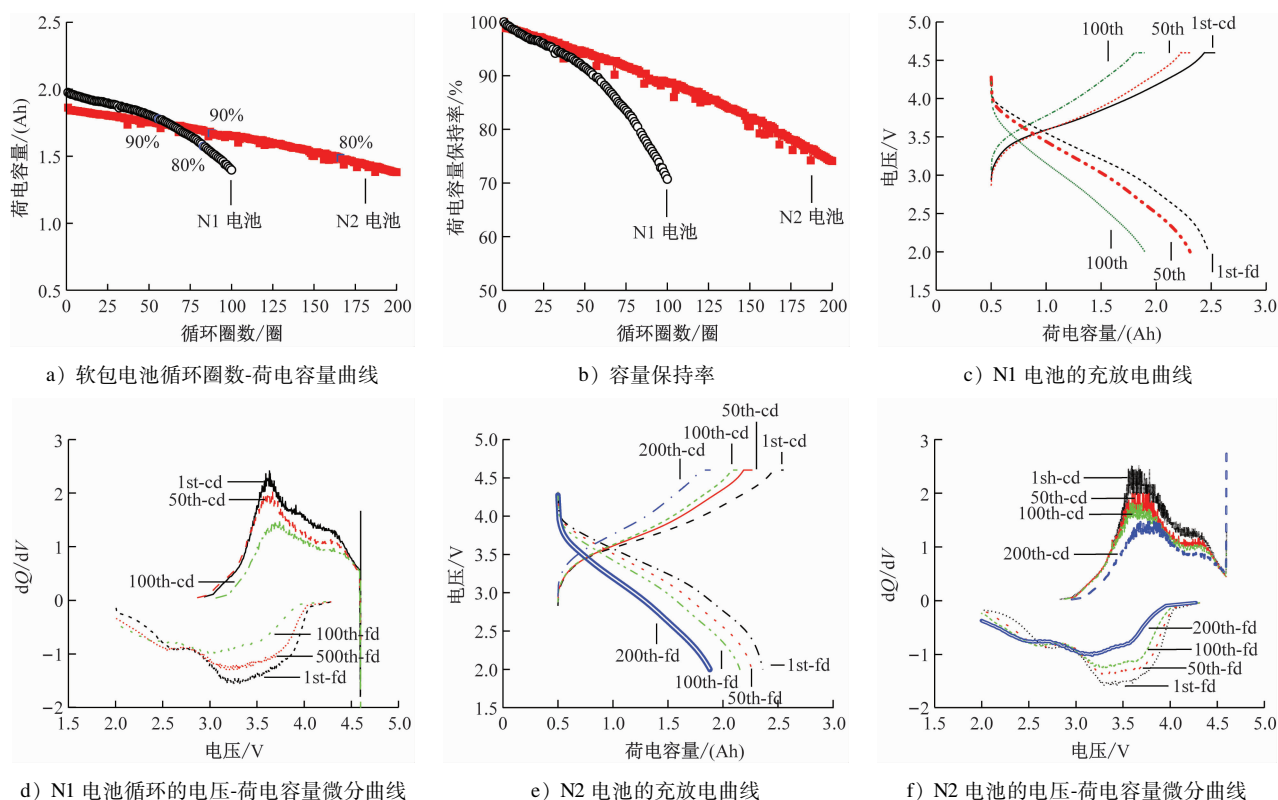 2.5
2.0
1.5
1.0
0.5
荷电容量/(Ah)
90%
90%
80%
80%
N1 电池
N2 电池
0 25 50 75 100 125 150 175 200
循环圈数/圈
a）软包电池循环圈数-荷电容量曲线
100
90
80
70
60
50
荷电容量保持率/%
N1 电池
N2 电池
0 25 50 75 100 125 150 175 200
循环圈数/圈
b）容量保持率
5.0
4.5
4.0
3.5
3.0
2.5
2.0
1.5
电压/V
100th
50th
1st-cd
100th
50th
1st-fd
0 0.5 1.0 1.5 2.0 2.5 3.0
荷电容量/(Ah)
c）N1 电池的充放电曲线
3
2
1
0
−1
−2
dQ/dV
1st-cd
50th-cd
100th-cd
100th-fd
500th-fd
1st-fd
1.5 2.0 2.5 3.0 3.5 4.0 4.5 5.0
电压/V
d）N1 电池循环的电压-荷电容量微分曲线
5.0
4.5
4.0
3.5
3.0
2.5
2.0
1.5
电压/V
50th-cd
100th-cd
200th-cd
1st-cd
200th-fd
100th-fd
50th-fd
1st-fd
0 0.5 1.0 1.5 2.0 2.5 3.0
荷电容量/(Ah)
e）N2 电池的充放电曲线
3
2
1
0
−1
−2
dQ/dV
1sh-cd
50th-cd
100th-cd
200th-cd
200th-fd
100th-fd
50th-fd
1st-fd
1.5 2.0 2.5 3.0 3.5 4.0 4.5 5.0
电压/V
f）N2 电池的电压-荷电容量微分曲线